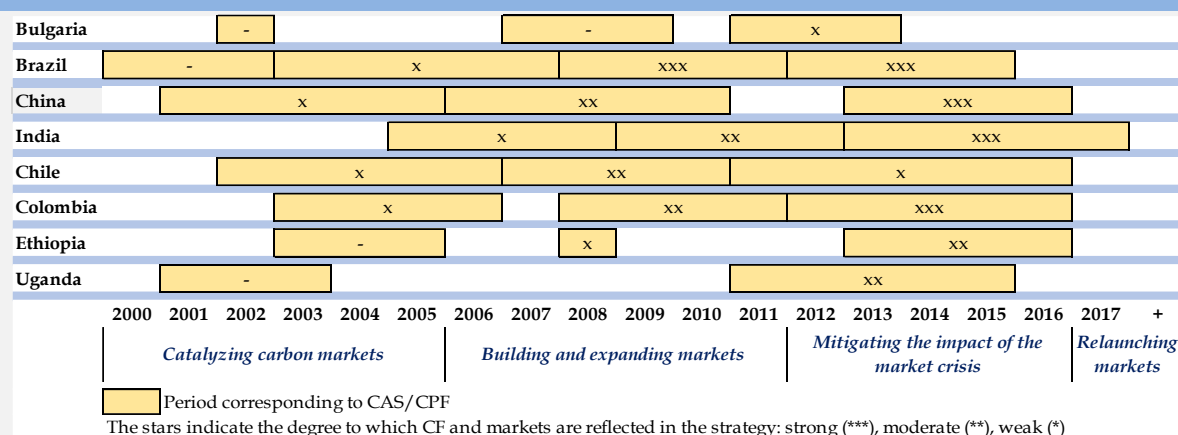 Bulgaria - - x
Brazil - x xxx xxx
China x xx xxx
India x xx xxx
Chile x xx x
Colombia x xx xxx
Ethiopia - x xx
Uganda - xx
2000 2001 2002 2003 2004 2005 2006 2007 2008 2009 2010 2011 2012 2013 2014 2015 2016 2017 +
Catalyzing carbon markets
Building and expanding markets
Mitigating the impact of the
market crisis
Relaunching
markets
Period corresponding to CAS/CPF
The stars indicate the degree to which CF and markets are reflected in the strategy: strong (***), moderate (**), weak (*)